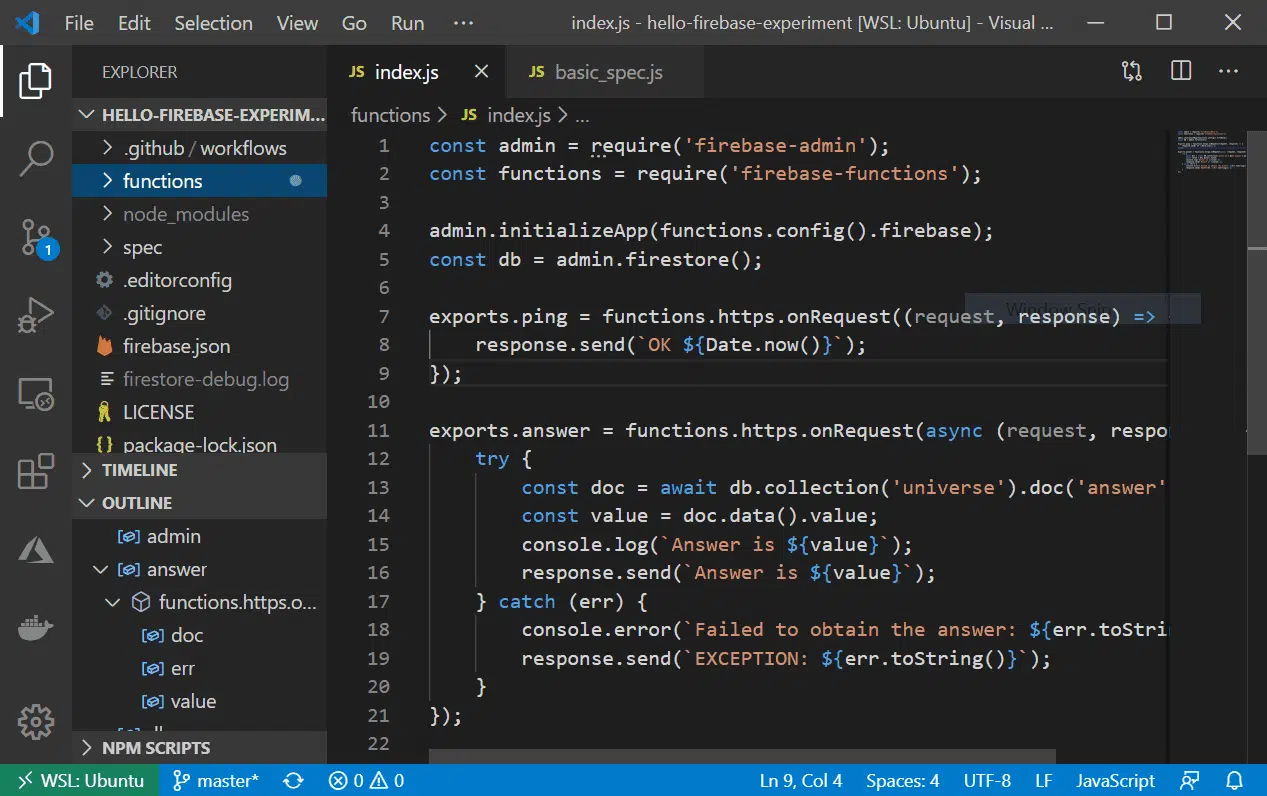 File Edit Selection View Go Run ··· index.js - hello-firebase-experiment [WSL: Ubuntu] - Visual ...
EXPLORER
HELLO-FIREBASE-EXPERIM...
.github / workflows
functions
node_modules
spec
.editorconfig
.gitignore
firebase.json
firestore-debug.log
LICENSE
package-lock.json
TIMELINE
OUTLINE
admin
answer
functions.https.o...
doc
err
value
NPM SCRIPTS
1
JS index.js JS basic_spec.js
functions > JS index.js > ...
1 const admin = require('firebase-admin');
2 const functions = require('firebase-functions');
3
4 admin.initializeApp(functions.config().firebase);
5 const db = admin.firestore();
6
7 exports.ping = functions.https.onRequest((request, response) =>
8 response.send(`OK ${Date.now()}`);
9 });
10
11 exports.answer = functions.https.onRequest(async (request, respo
12 try {
13 const doc = await db.collection('universe').doc('answer'
14 const value = doc.data().value;
15 console.log(`Answer is ${value}`);
16 response.send(`Answer is ${value}`);
17 } catch (err) {
18 console.error(`Failed to obtain the answer: ${err.toStri
19 response.send(`EXCEPTION: ${err.toString()}`);
20 }
21 });
22
WSL: Ubuntu master* 0 0 Ln 9, Col 4 Spaces: 4 UTF-8 LF JavaScript